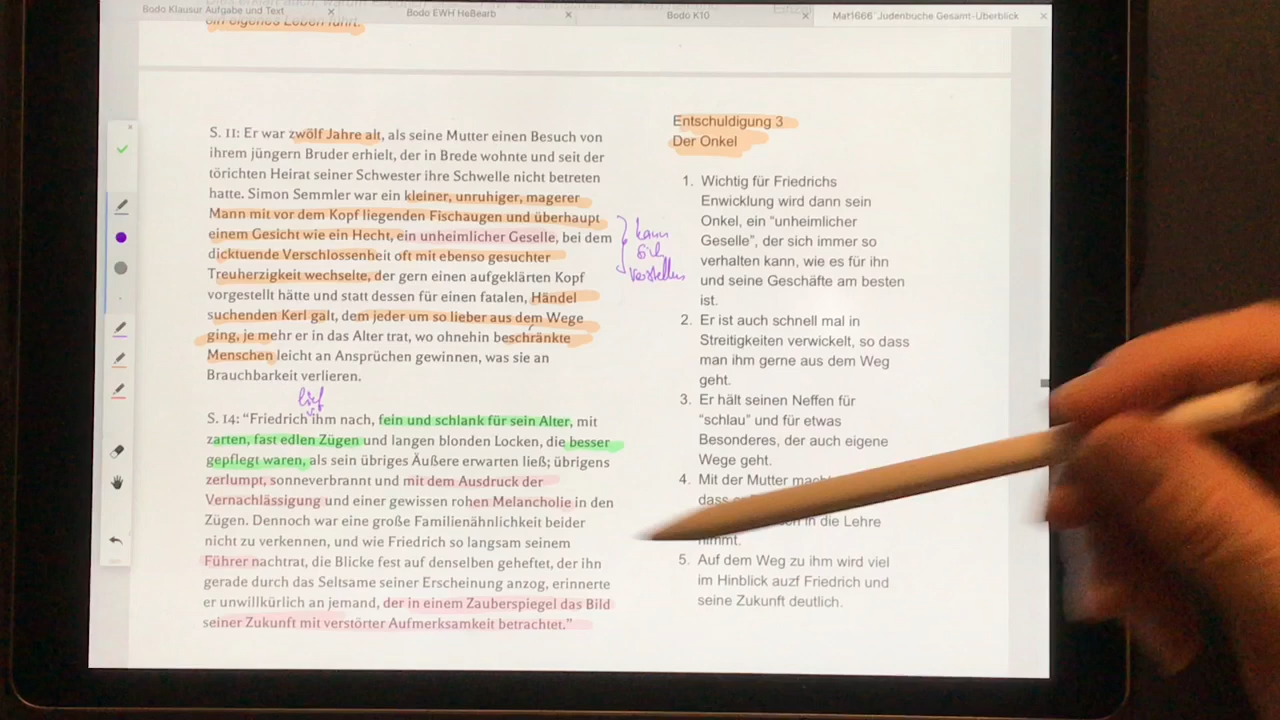 Bodo Klausur Aufgabe und Text
Bodo EWH HeBearb
Bodo K10
Mat1666 Judenbuche Gesamt-Überblick
ein eigenes Leben führt.
S. 11: Er war zwölf Jahre alt, als seine Mutter einen Besuch von
ihrem jüngern Bruder erhielt, der in Brede wohnte und seit der
törichten Heirat seiner Schwester ihre Schwelle nicht betreten
hatte. Simon Semmler war ein kleiner, unruhiger, magerer
Mann mit vor dem Kopf liegenden Fischaugen und überhaupt
einem Gesicht wie ein Hecht, ein unheimlicher Geselle, bei dem
dicktuende Verschlossenheit oft mit ebenso gesuchter
Treuherzigkeit wechselte, der gern einen aufgeklärten Kopf
vorgestellt hätte und statt dessen für einen fatalen, Händel
suchenden Kerl galt, dem jeder um so lieber aus dem Wege
ging, je mehr er in das Alter trat, wo ohnehin beschränkte
Menschen leicht an Ansprüchen gewinnen, was sie an
Brauchbarkeit verlieren.
kann
sich
verstellen
lief
S. 14: “Friedrich ihm nach, fein und schlank für sein Alter, mit
zarten, fast edlen Zügen und langen blonden Locken, die besser
gepflegt waren, als sein übriges Äußere erwarten ließ; übrigens
zerlumpt, sonneverbrannt und mit dem Ausdruck der
Vernachlässigung und einer gewissen rohen Melancholie in den
Zügen. Dennoch war eine große Familienähnlichkeit beider
nicht zu verkennen, und wie Friedrich so langsam seinem
Führer nachtrat, die Blicke fest auf denselben geheftet, der ihn
gerade durch das Seltsame seiner Erscheinung anzog, erinnerte
er unwillkürlich an jemand, der in einem Zauberspiegel das Bild
seiner Zukunft mit verstörter Aufmerksamkeit betrachtet.”
Entschuldigung 3
Der Onkel
1. Wichtig für Friedrichs
Enwicklung wird dann sein
Onkel, ein “unheimlicher
Geselle”, der sich immer so
verhalten kann, wie es für ihn
und seine Geschäfte am besten
ist.
2. Er ist auch schnell mal in
Streitigkeiten verwickelt, so dass
man ihm gerne aus dem Weg
geht.
3. Er hält seinen Neffen für
“schlau” und für etwas
Besonderes, der auch eigene
Wege geht.
4. Mit der Mutter
dass
in die Lehre
nimmt.
5. Auf dem Weg zu ihm wird viel
im Hinblick auzf Friedrich und
seine Zukunft deutlich.